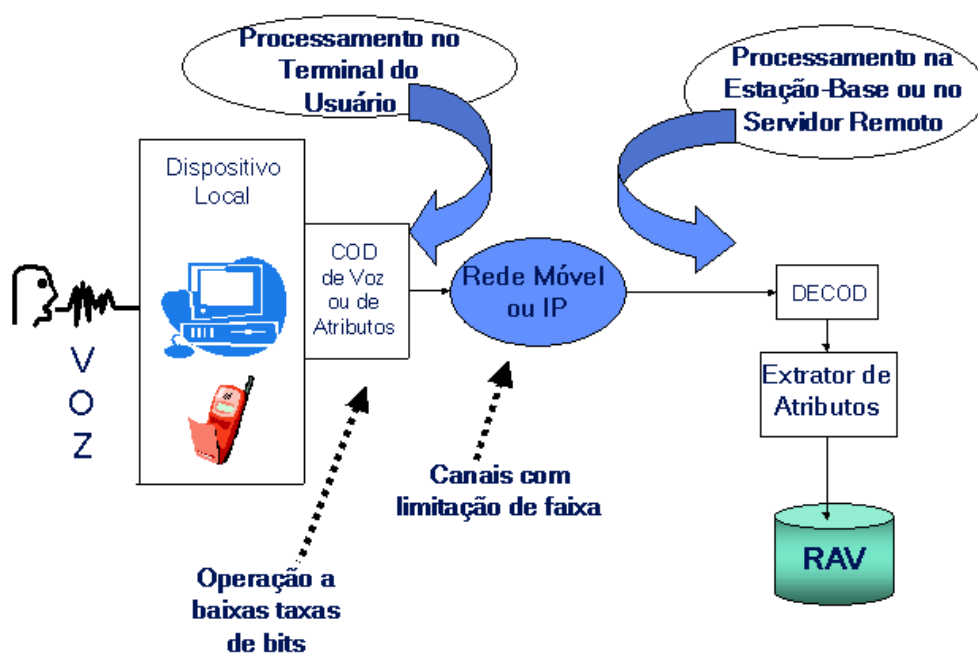 Processamento no
Terminal do
Usuário
Processamento na
Estação-Base ou no
Servidor Remoto
Dispositivo
Local
COD
de Voz
ou de
Atributos
Rede Móvel
ou IP
DECOD
V
O
Z
Extrator de
Atributos
Canais com
limitação de faixa
RAV
Operação a
baixas taxas
de bits